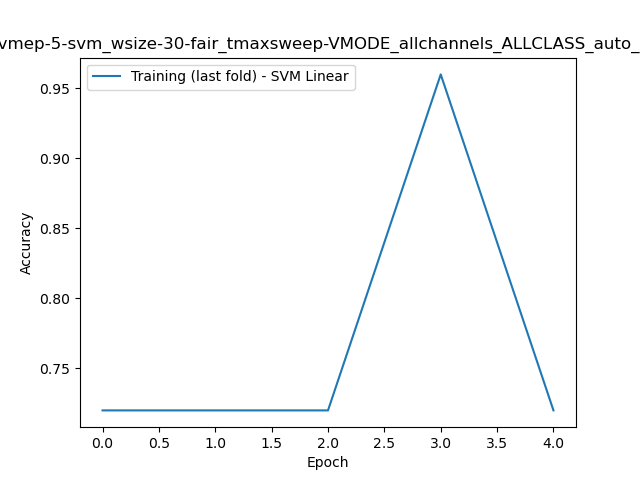 vmep-5-svm_wsize-30-fair_tmaxsweep-VMODE_allchannels_ALLCLASS_auto_
Training (last fold) - SVM Linear
0.95
0.90
0.85
0.80
0.75
Accuracy
0.0 0.5 1.0 1.5 2.0 2.5 3.0 3.5 4.0
Epoch